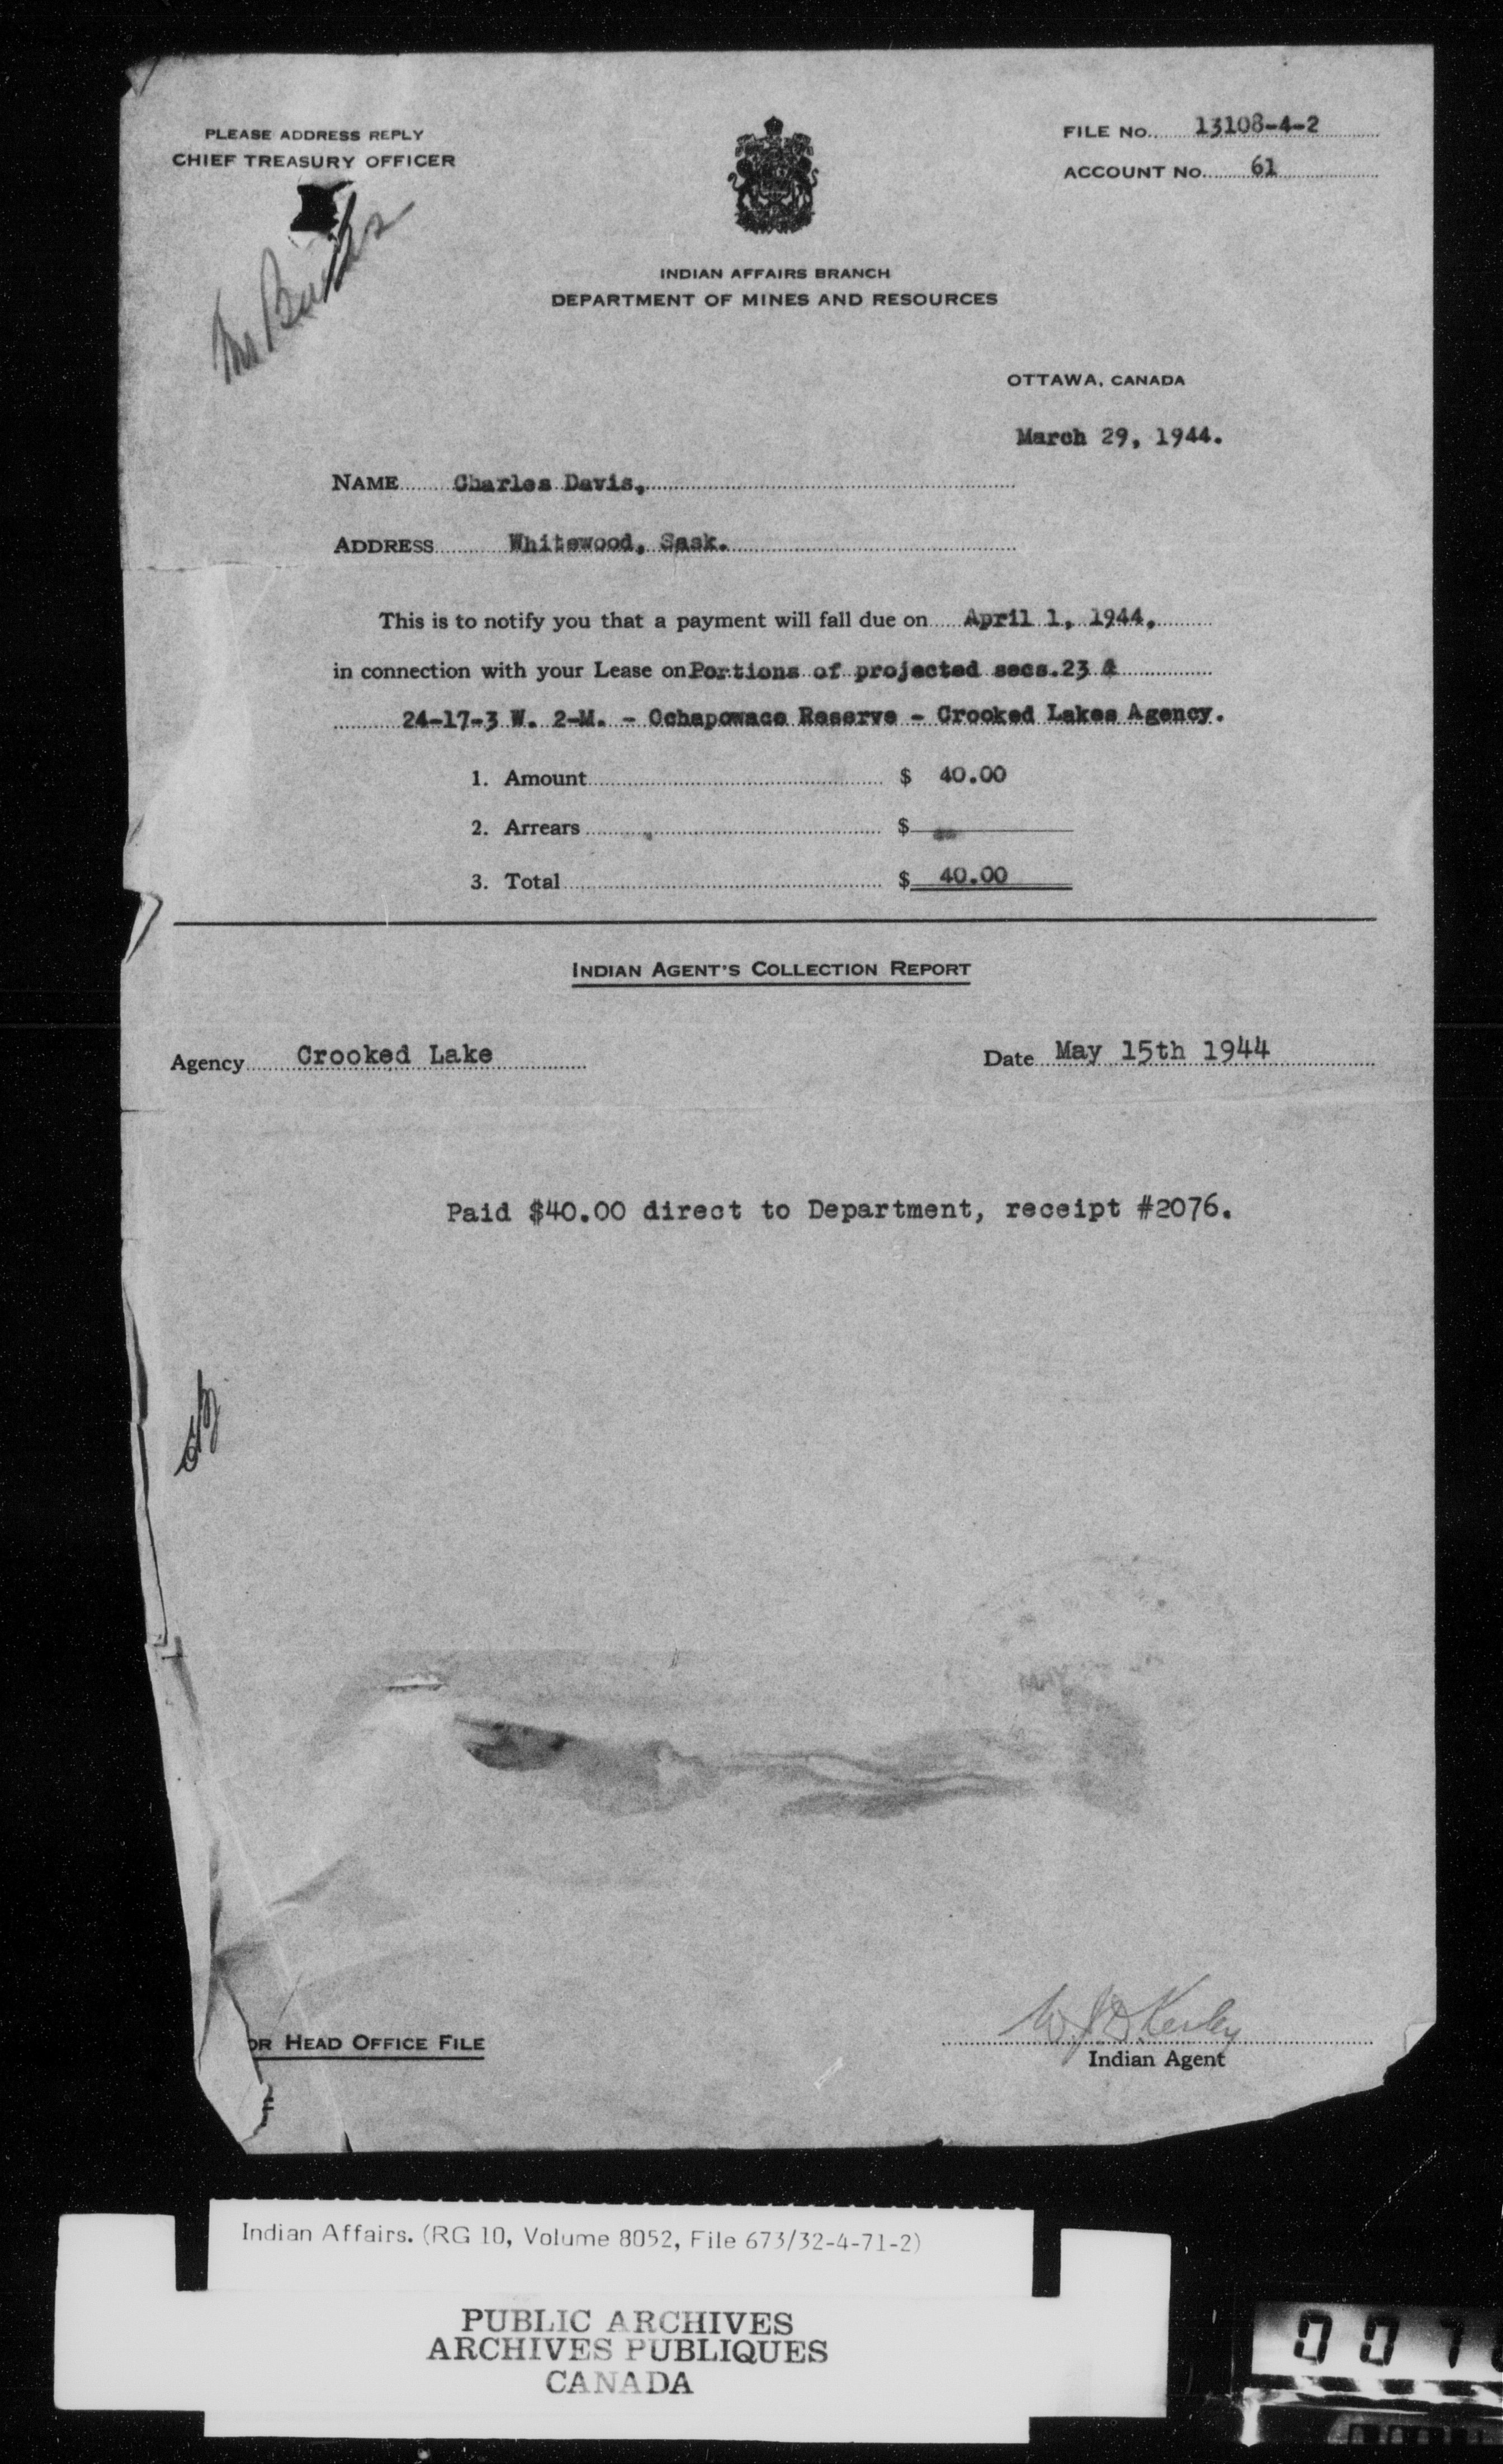 PLEASE ADDRESS REPLY
CHIEF TREASURY OFFICER
FILE No. 13108-4-2
ACCOUNT No. 61
INDIAN AFFAIRS BRANCH
DEPARTMENT OF MINES AND RESOURCES
OTTAWA, CANADA
March 29, 1944.
NAME Charles Davis,
ADDRESS Whitewood, Sask.
This is to notify you that a payment will fall due on April 1, 1944,
in connection with your Lease on Portions of projected secs.23 &
24-17-3 W. 2-M. - Ochapowace Reserve - Crooked Lakes Agency.
1. Amount $ 40.00
2. Arrears $ -
3. Total $ 40.00
INDIAN AGENT'S COLLECTION REPORT
Agency Crooked Lake
Date May 15th 1944
Paid $40.00 direct to Department, receipt #2076.
MAY
OR HEAD OFFICE FILE
Kerley
Indian Agent
Indian Affairs. (RG 10, Volume 8052, File 673/32-4-71-2)
PUBLIC ARCHIVES
ARCHIVES PUBLIQUES
CANADA